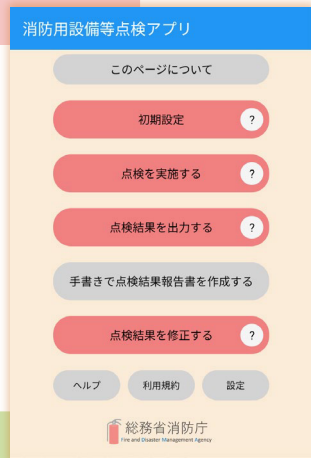 消防用設備等点検アプリ
このページについて
初期設定 ?
点検を実施する ?
点検結果を出力する ?
手書きで点検結果報告書を作成する
点検結果を修正する ?
ヘルプ 利用規約 設定
総務省消防庁
Fire and Disaster Management Agency